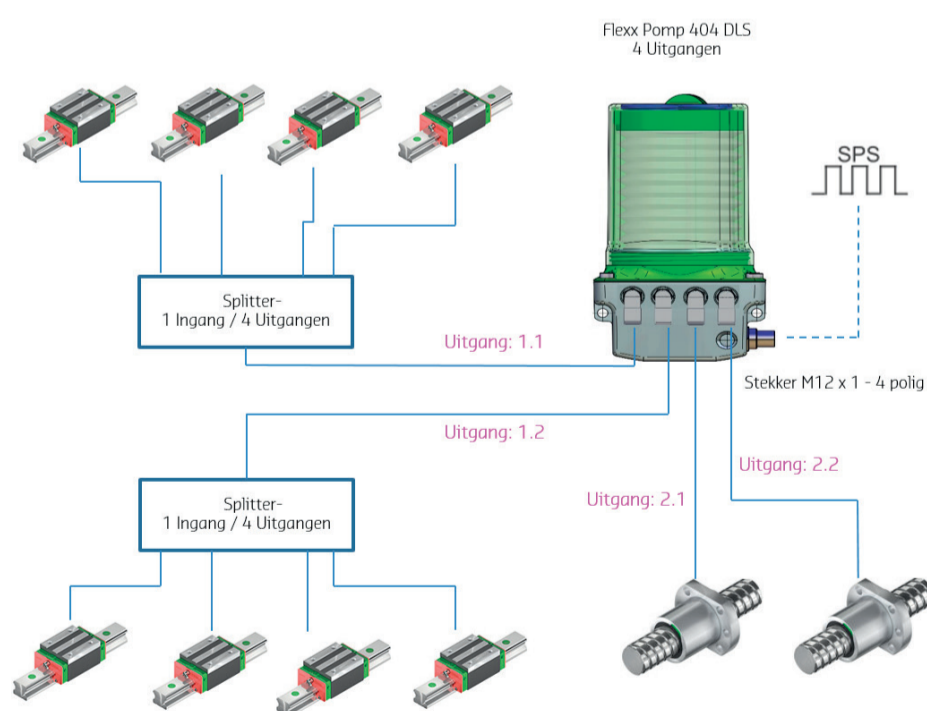 Flexx Pomp 404 DLS
4 Uitgangen
SPS
Splitter-
1 Ingang / 4 Uitgangen
Uitgang: 1.1
Stekker M12 x 1 - 4 polig
Uitgang: 1.2
Uitgang: 2.2
Uitgang: 2.1
Splitter-
1 Ingang / 4 Uitgangen